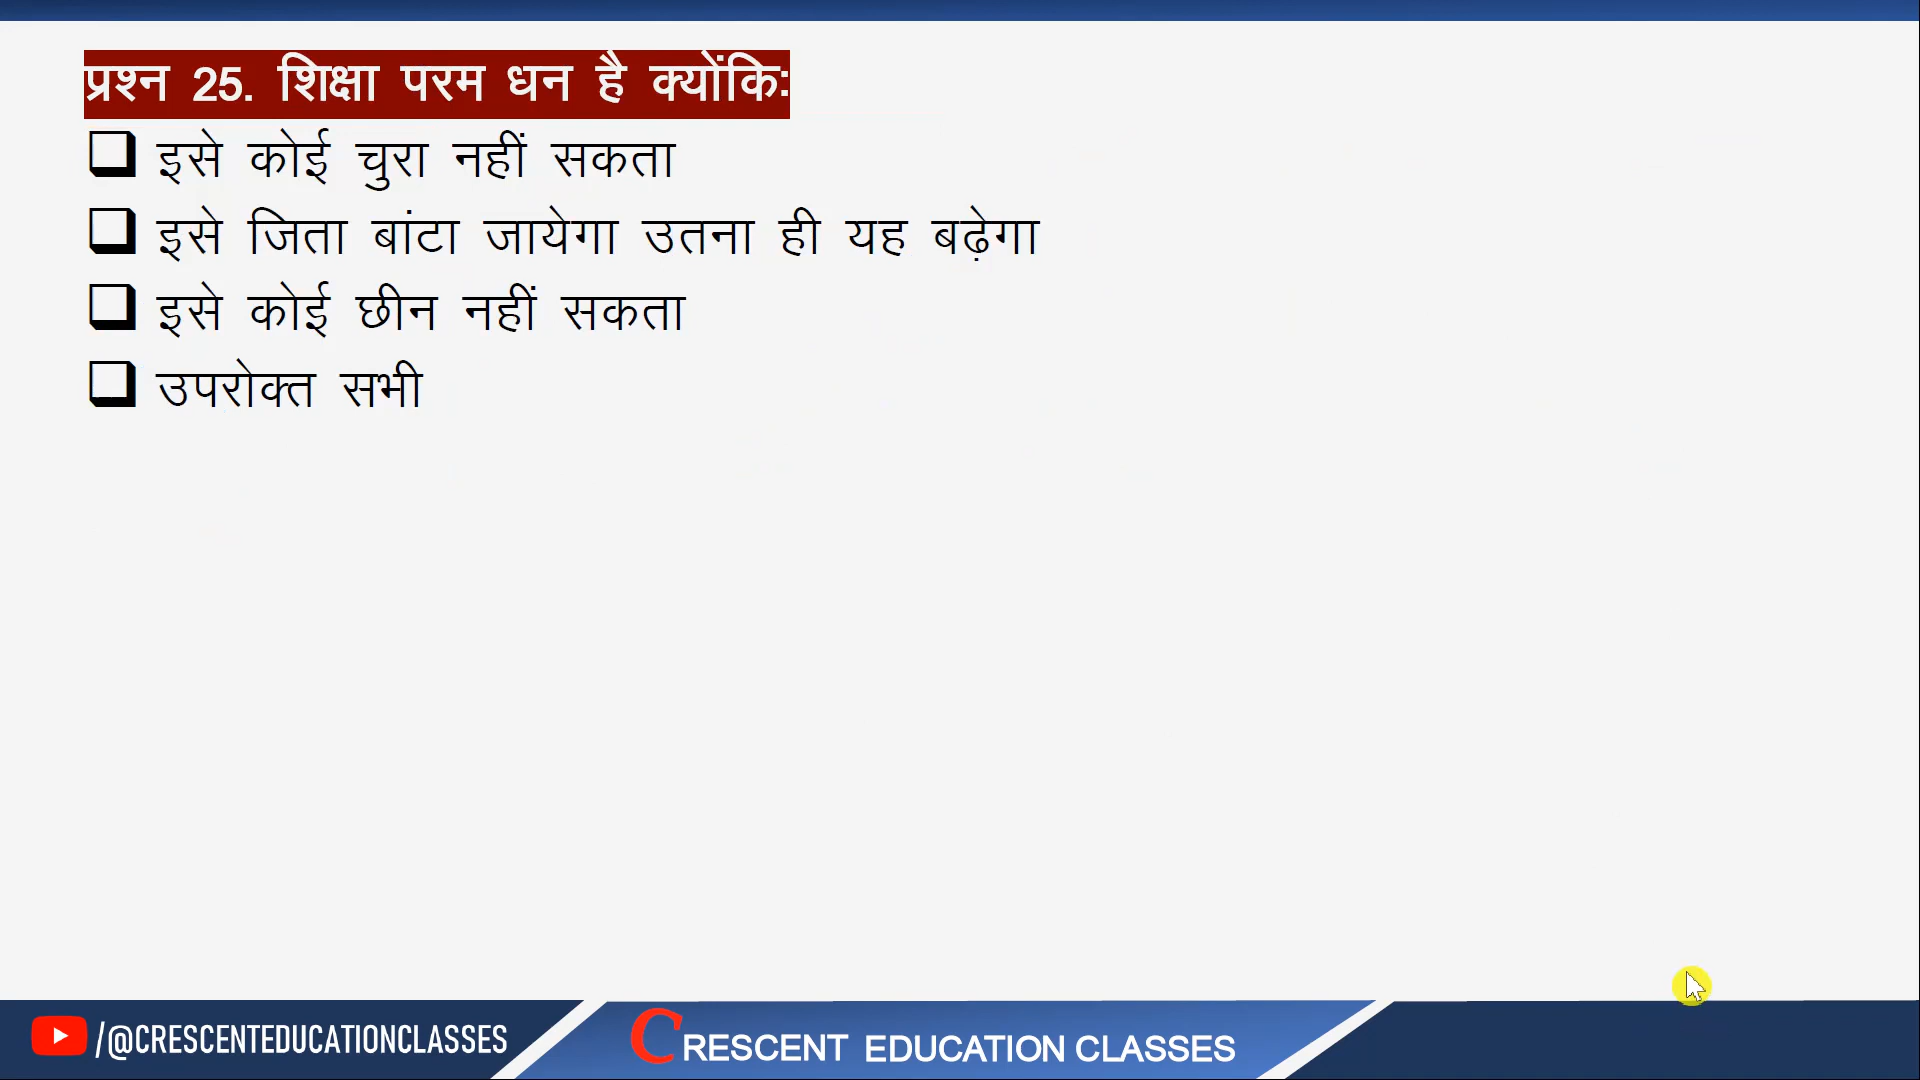 प्रश्न 25. शिक्षा परम धन है क्योंकि:
इसे कोई चुरा नहीं सकता
इसे जिता बांटा जायेगा उतना ही यह बढ़ेगा
इसे कोई छीन नहीं सकता
उपरोक्त सभी
/@CRESCENTEDUCATIONCLASSES
CRESCENT EDUCATION CLASSES